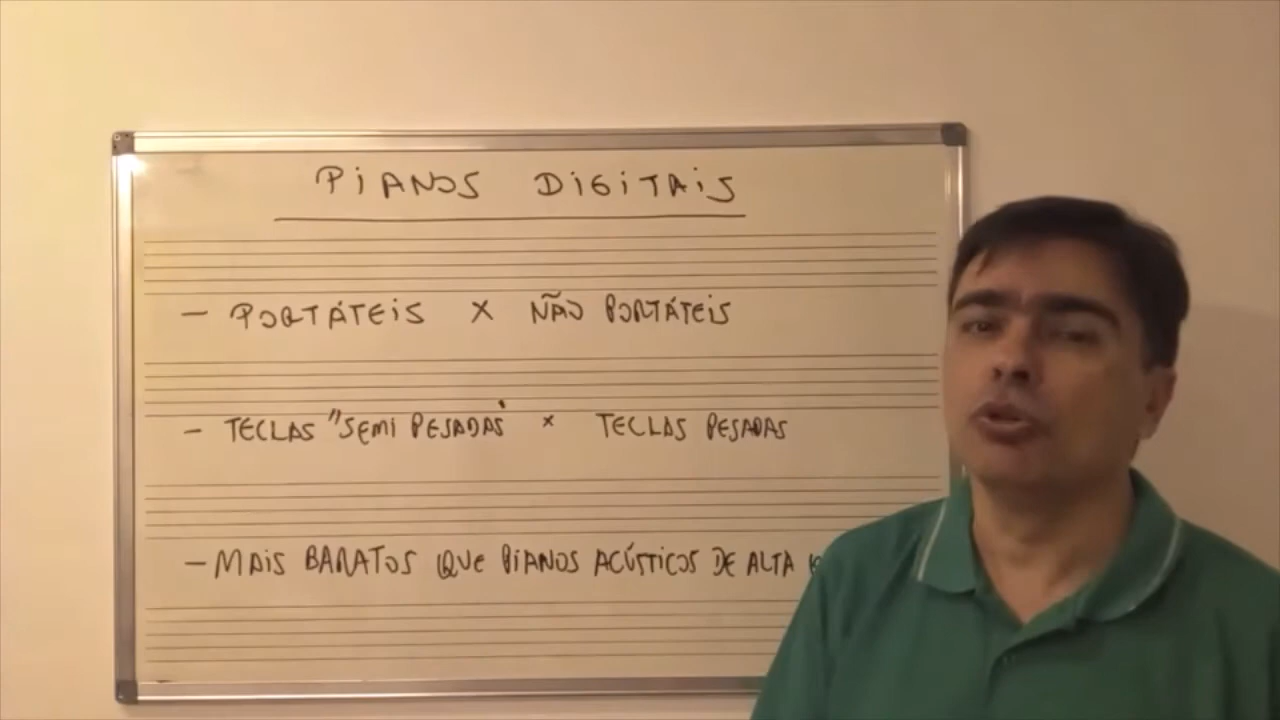 PIANOS DIGITAIS
- PORTÁTEIS X NÃO PORTÁTEIS
- TECLAS "SEMI PESADAS" X TECLAS PESADAS
- MAIS BARATOS QUE PIANOS ACÚSTICOS DE ALTA